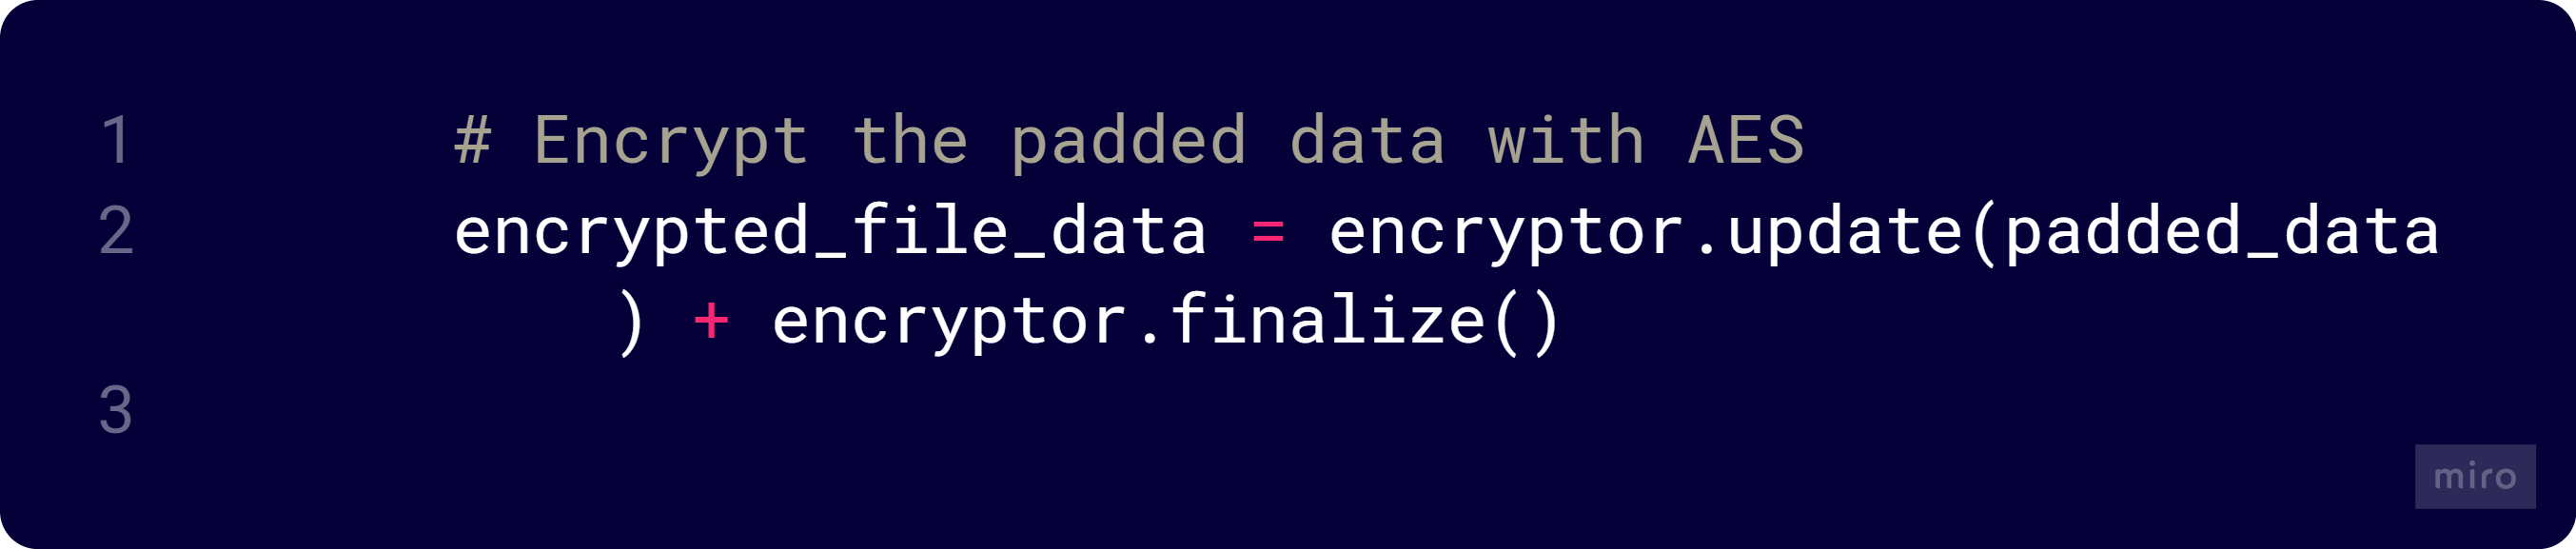 1 # Encrypt the padded data with AES
2 encrypted_file_data = encryptor.update(padded_data
) + encryptor.finalize()
3
miro